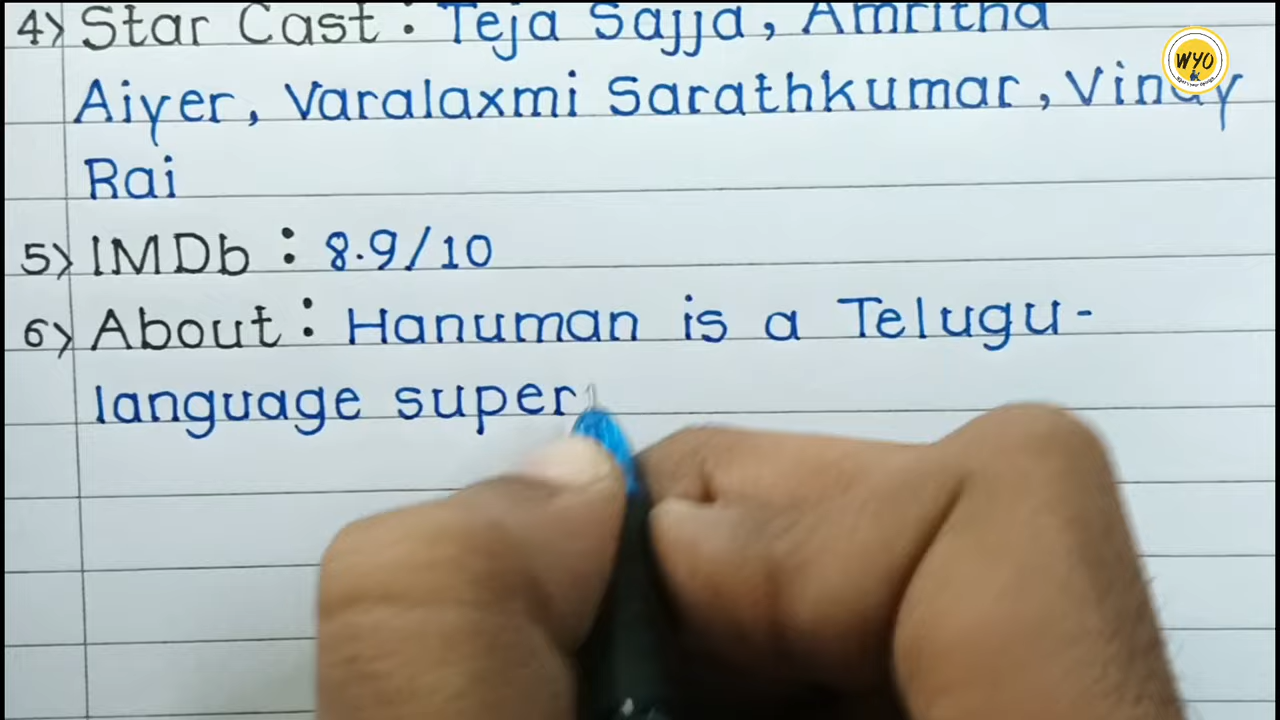 4) Star Cast : Teja Sajja, Amritha
Aiyer, Varalaxmi Sarathkumar, Vinay
Rai
5) IMDb : 8.9/10
6) About : Hanuman is a Telugu-
language super
WYO